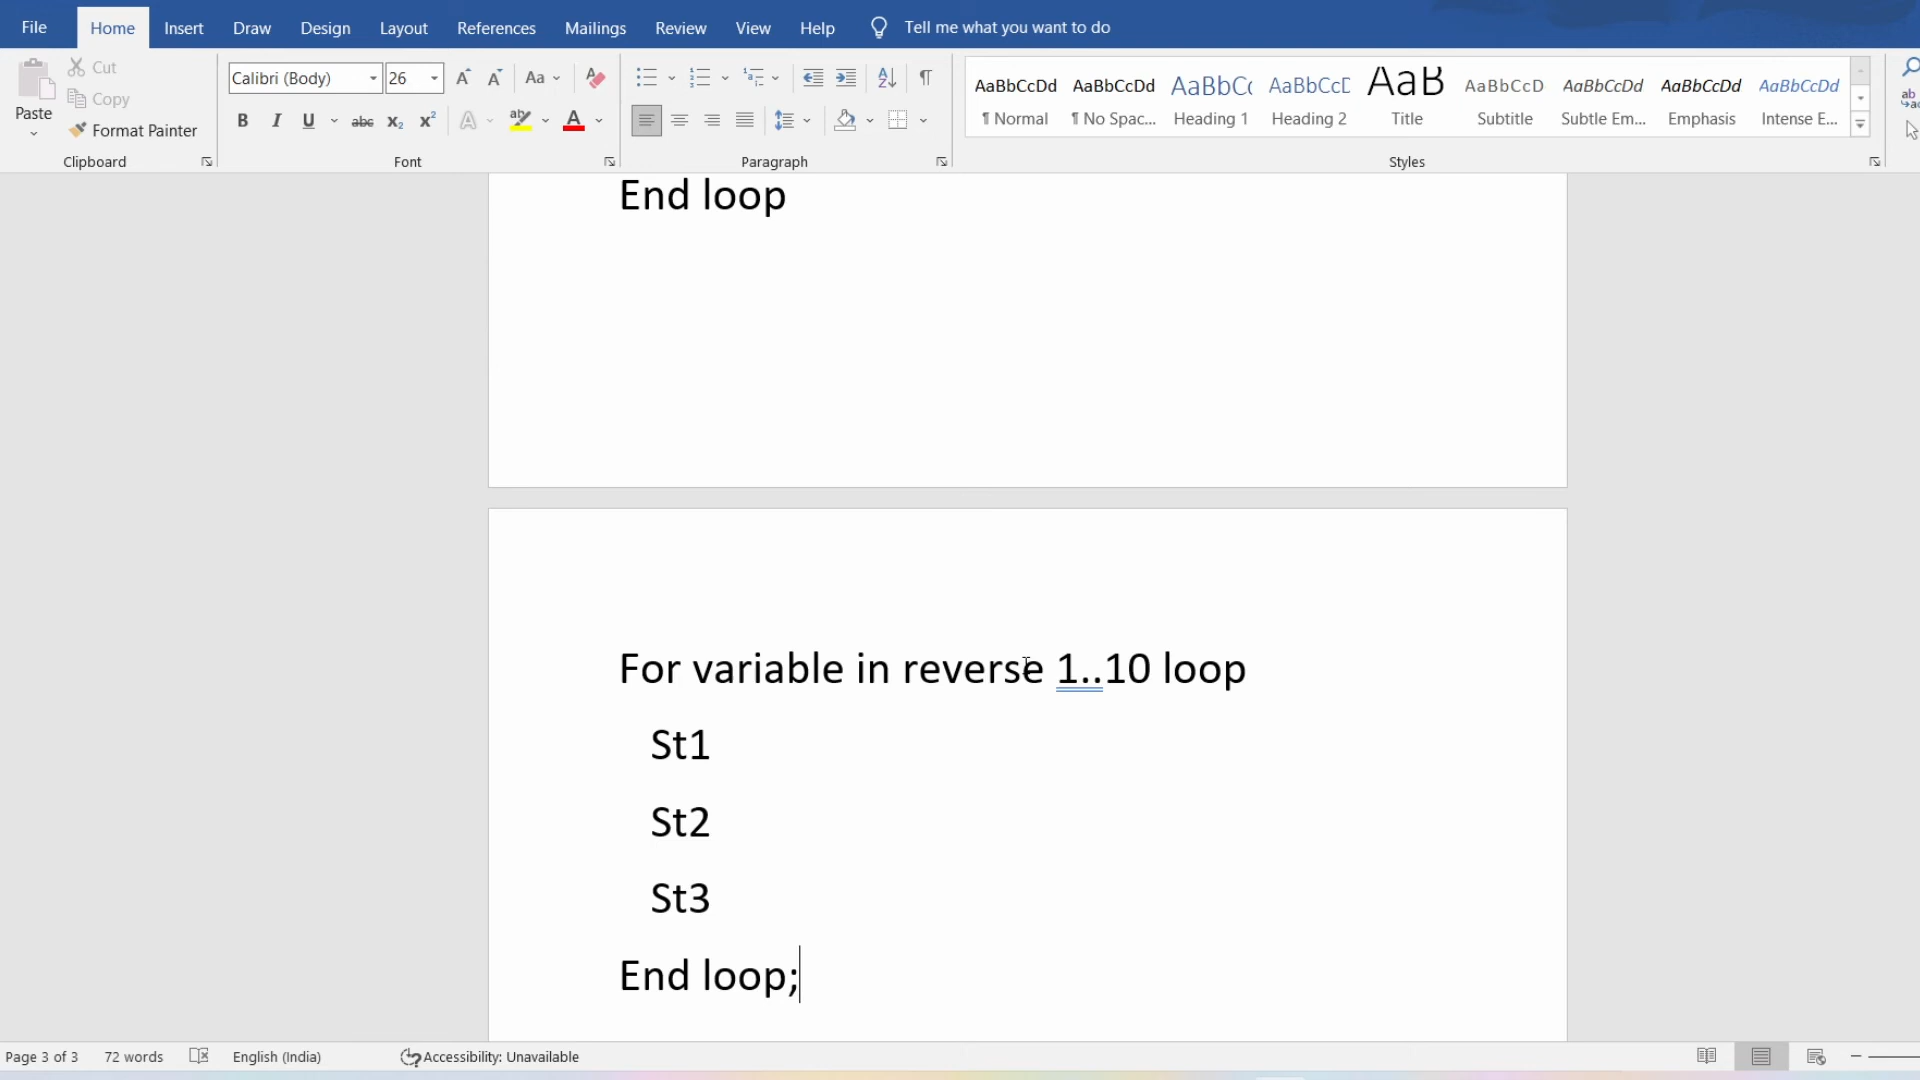 File Home Insert Draw Design Layout References Mailings Review View Help Tell me what you want to do
Paste
Cut
Copy
Format Painter
Clipboard
Calibri (Body) 26
Font
Paragraph
AaBbCcDd AaBbCcDd AaBbCc AaBbCcD AaB AaBbCcD AaBbCcDd AaBbCcDd AaBbCcDd
¶ Normal ¶ No Spac... Heading 1 Heading 2 Title Subtitle Subtle Em... Emphasis Intense E...
Styles
End loop
For variable in reverse 1..10 loop
St1
St2
St3
End loop;
Page 3 of 3 72 words English (India) Accessibility: Unavailable